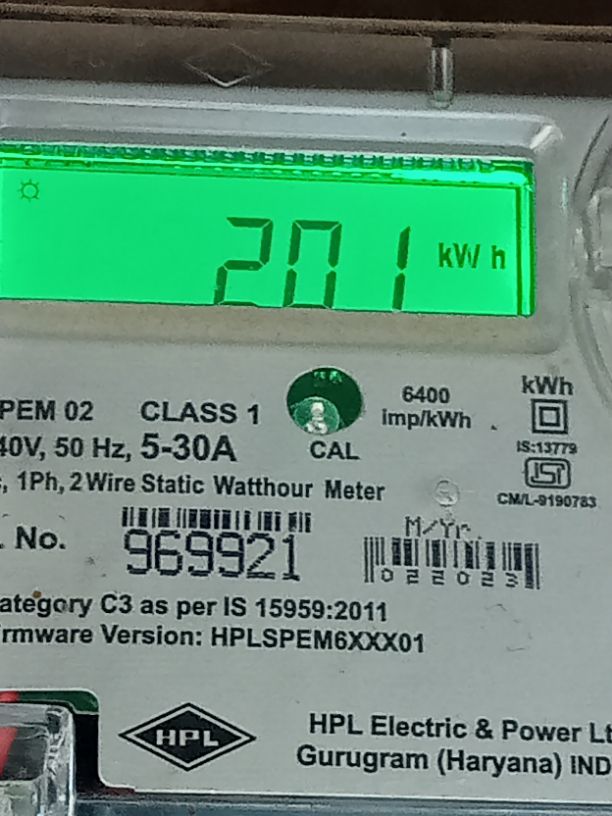 201 kWh
PEM 02 CLASS 1 6400 imp/kWh kWh
40V, 50 Hz, 5-30A CAL IS:13779
, 1Ph, 2 Wire Static Watthour Meter CM/L-9190783
. No. 969921 M/Yr. 022023
ategory C3 as per IS 15959:2011
rmware Version: HPLSPEM6XXX01
HPL HPL Electric & Power Lt
Gurugram (Haryana) IND